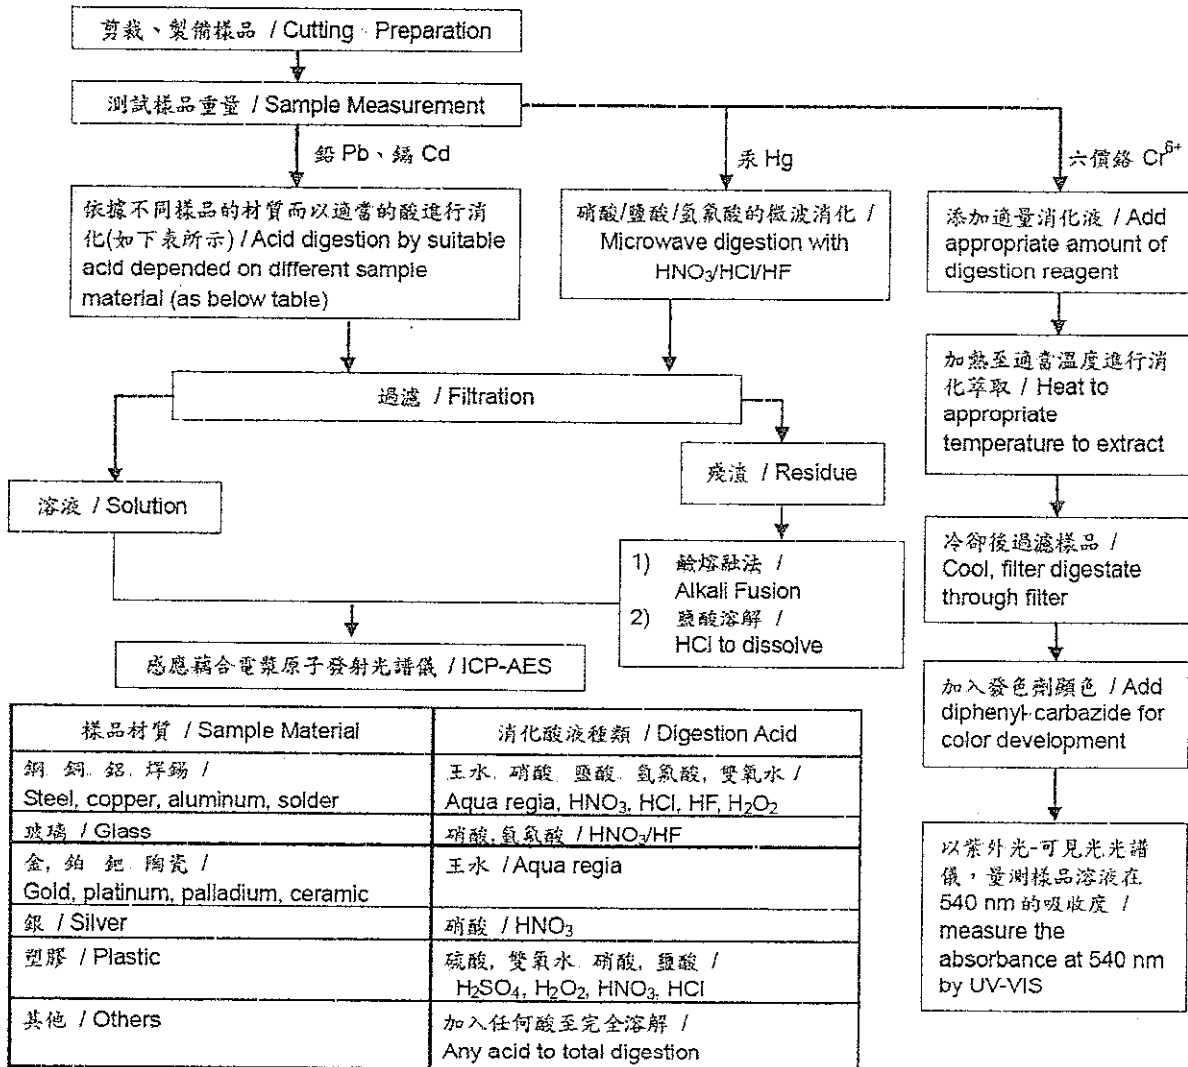 剪裁、製備樣品 / Cutting · Preparation
測試樣品重量 / Sample Measurement
鉛 Pb、鎘 Cd
汞 Hg
六價鉻 Cr6+
依據不同樣品的材質而以適當的酸進行消
化(如下表所示) / Acid digestion by suitable
acid depended on different sample
material (as below table)
硝酸/鹽酸/氫氟酸的微波消化 /
Microwave digestion with
HNO3/HCl/HF
添加適量消化液 / Add
appropriate amount of
digestion reagent
過濾 / Filtration
加熱至適當溫度進行消
化萃取 / Heat to
appropriate
temperature to extract
溶液 / Solution
殘渣 / Residue
1) 鹼熔融法 /
Alkali Fusion
2) 鹽酸溶解 /
HCl to dissolve
冷卻後過濾樣品 /
Cool, filter digestate
through filter
感應藕合電漿原子發射光譜儀 / ICP-AES
加入發色劑顯色 / Add
diphenyl-carbazide for
color development
以紫外光-可見光光譜
儀，量測樣品溶液在
540 nm 的吸收度 /
measure the
absorbance at 540 nm
by UV-VIS
樣品材質 / Sample Material
消化酸液種類 / Digestion Acid
鋼 銅 鋁 焊錫 /
Steel, copper, aluminum, solder
王水 硝酸 鹽酸 氫氟酸, 雙氧水 /
Aqua regia, HNO3, HCl, HF, H2O2
玻璃 / Glass
硝酸,氫氟酸 / HNO3/HF
金, 鉑 鈀 陶瓷 /
Gold, platinum, palladium, ceramic
王水 / Aqua regia
銀 / Silver
硝酸 / HNO3
塑膠 / Plastic
硫酸, 雙氧水 硝酸, 鹽酸 /
H2SO4, H2O2, HNO3, HCl
其他 / Others
加入任何酸至完全溶解 /
Any acid to total digestion